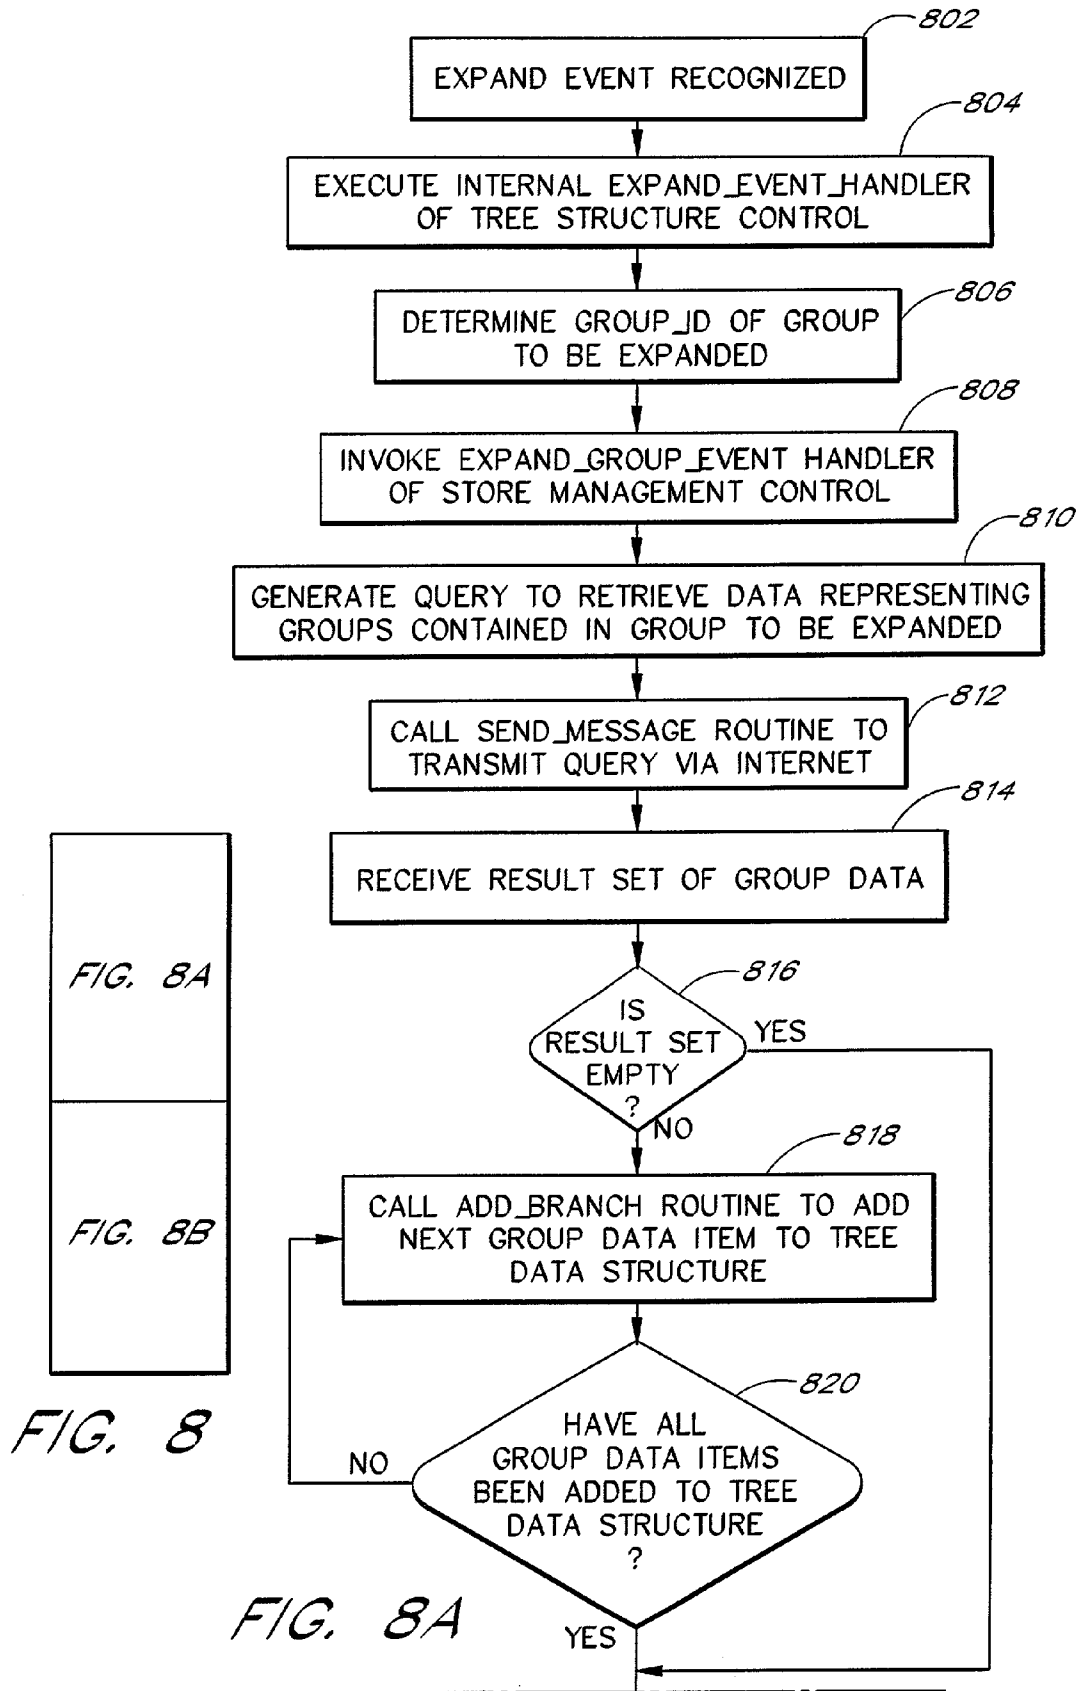 802
EXPAND EVENT RECOGNIZED
804
EXECUTE INTERNAL EXPAND_EVENT_HANDLER
OF TREE STRUCTURE CONTROL
806
DETERMINE GROUP_ID OF GROUP
TO BE EXPANDED
808
INVOKE EXPAND_GROUP_EVENT HANDLER
OF STORE MANAGEMENT CONTROL
810
GENERATE QUERY TO RETRIEVE DATA REPRESENTING
GROUPS CONTAINED IN GROUP TO BE EXPANDED
812
CALL SEND_MESSAGE ROUTINE TO
TRANSMIT QUERY VIA INTERNET
814
RECEIVE RESULT SET OF GROUP DATA
816
IS
RESULT SET
EMPTY
?
YES
NO
818
CALL ADD_BRANCH ROUTINE TO ADD
NEXT GROUP DATA ITEM TO TREE
DATA STRUCTURE
820
HAVE ALL
GROUP DATA ITEMS
BEEN ADDED TO TREE
DATA STRUCTURE
?
NO
YES
FIG. 8A
FIG. 8B
FIG. 8
FIG. 8A